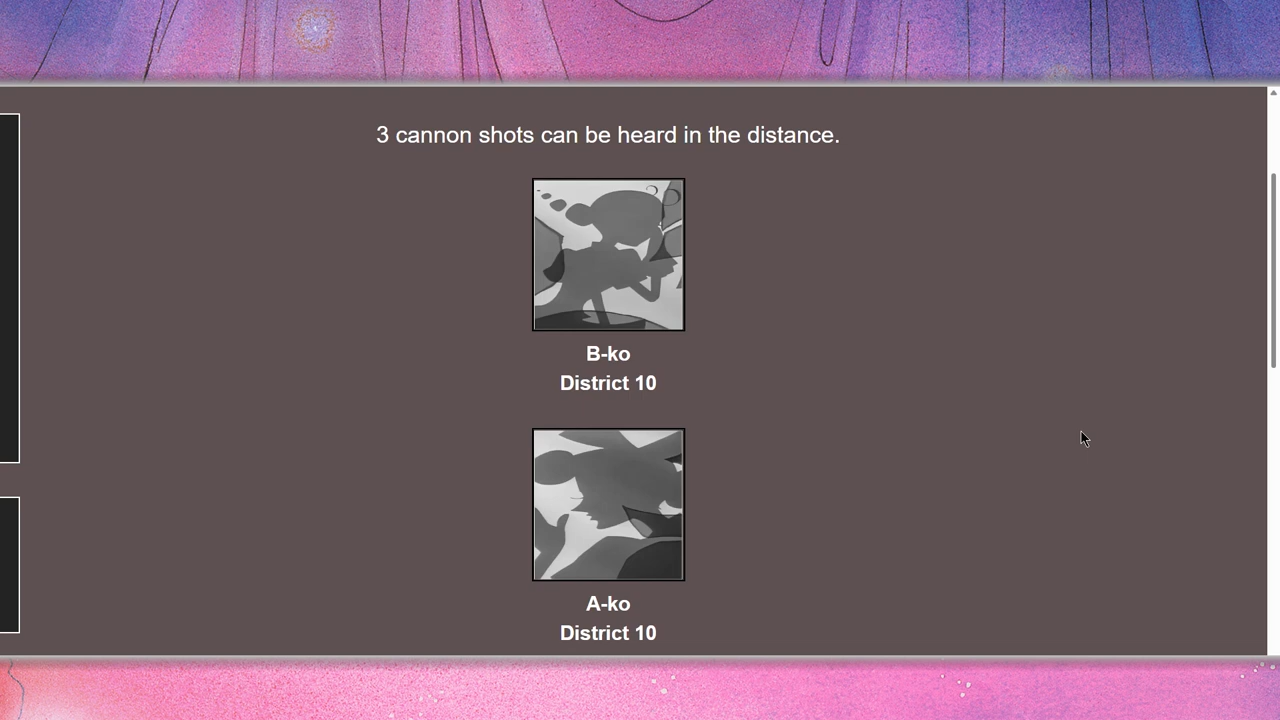 3 cannon shots can be heard in the distance.
B-ko
District 10
A-ko
District 10